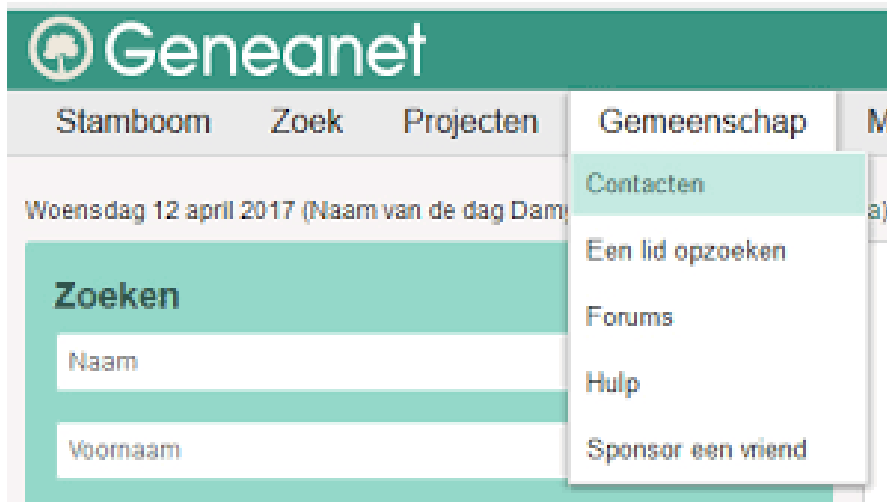 Geneanet
Stamboom Zoek Projecten Gemeenschap M
Contacten
Woensdag 12 april 2017 (Naam van de dag Dam a)
Een lid opzoeken
Zoeken
Forums
Naam
Hulp
Voornaam
Sponsor een vriend